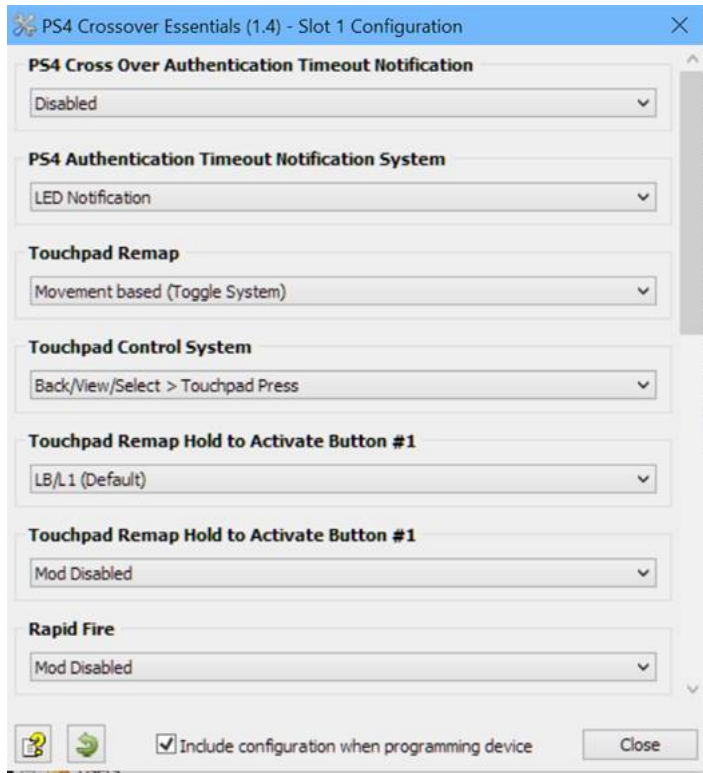 PS4 Crossover Essentials (1.4) - Slot 1 Configuration
PS4 Cross Over Authentication Timeout Notification
Disabled
PS4 Authentication Timeout Notification System
LED Notification
Touchpad Remap
Movement based (Toggle System)
Touchpad Control System
Back/View/Select > Touchpad Press
Touchpad Remap Hold to Activate Button #1
LB/L1 (Default)
Touchpad Remap Hold to Activate Button #1
Mod Disabled
Rapid Fire
Mod Disabled
Include configuration when programming device
Close